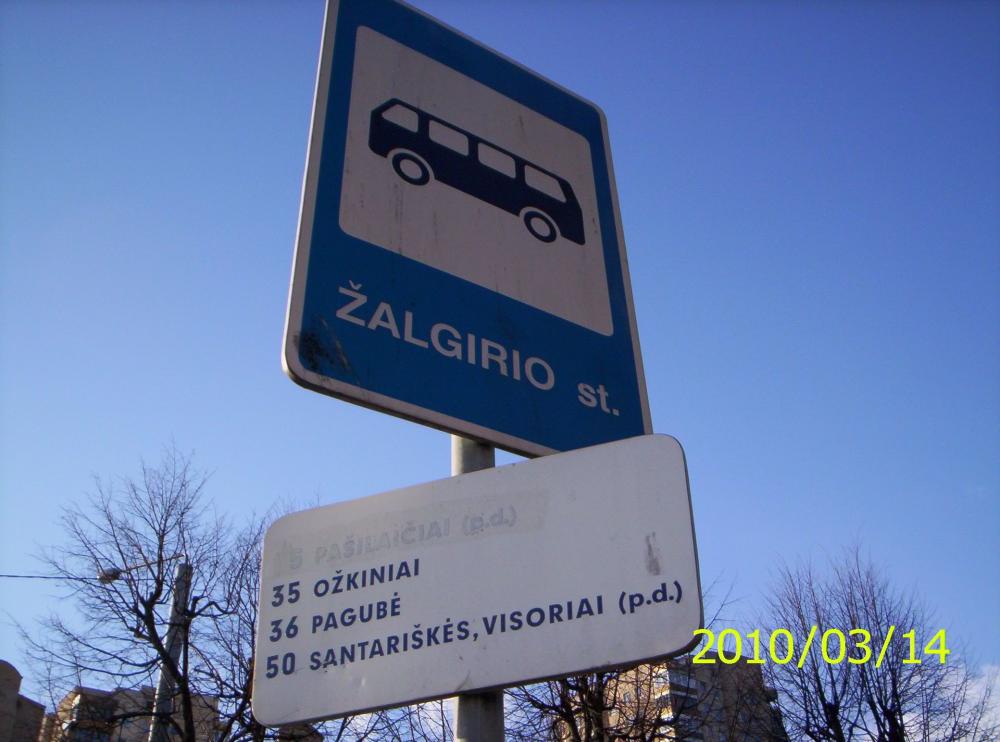 ŽALGIRIO st.
PAŠILAIČIAI (p.d.)
35 OŽKINIAI
36 PAGUBĖ
50 SANTARIŠKĖS, VISORIAI (p.d.)
2010/03/14